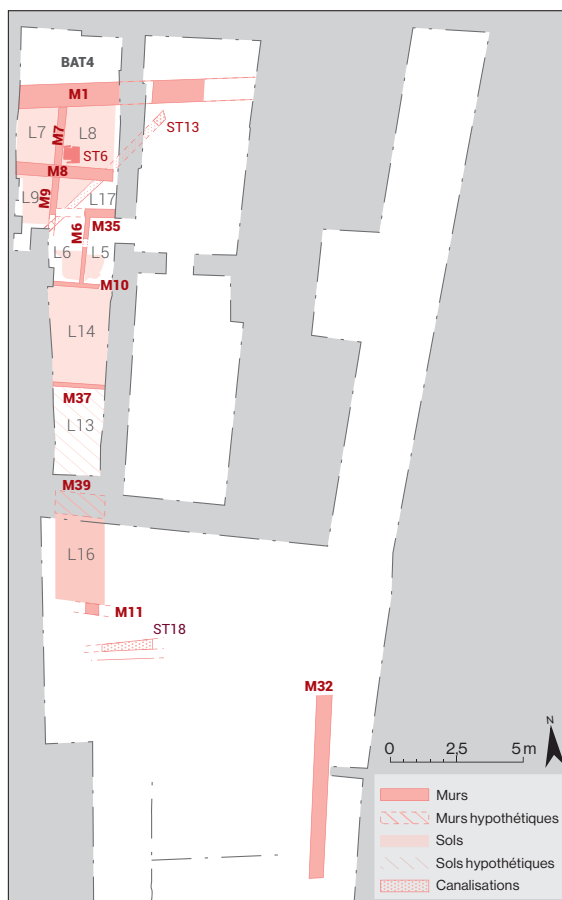 BAT4
M1
L7
M7
L8
ST13
ST6
M8
L9
M9
L17
M6
M35
L6
L5
M10
L14
M37
L13
M39
L16
M11
ST18
M32
N
0 2,5 5 m
Murs
Murs hypothétiques
Sols
Sols hypothétiques
Canalisations